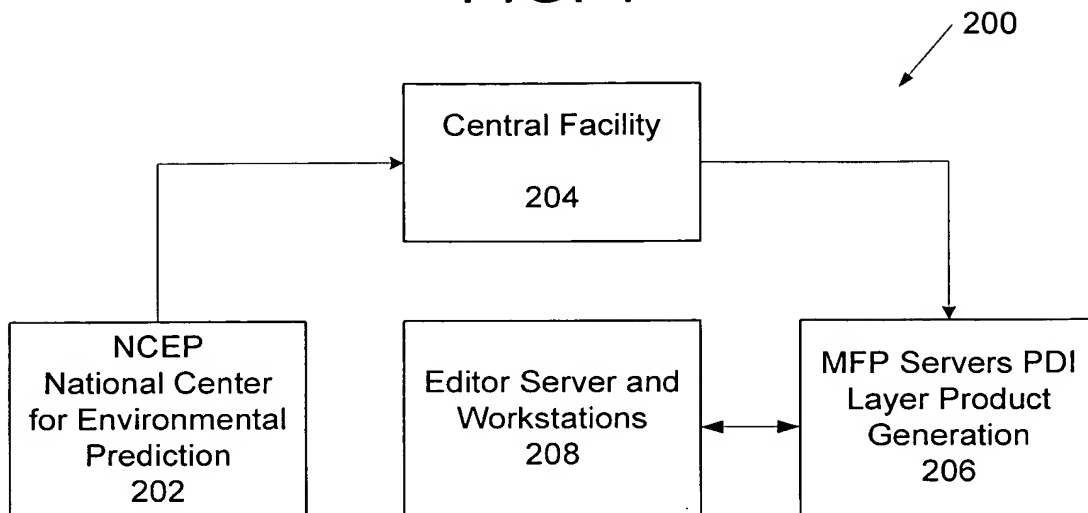 200
Central Facility
204
NCEP
National Center
for Environmental
Prediction
202
Editor Server and
Workstations
208
MFP Servers PDI
Layer Product
Generation
206